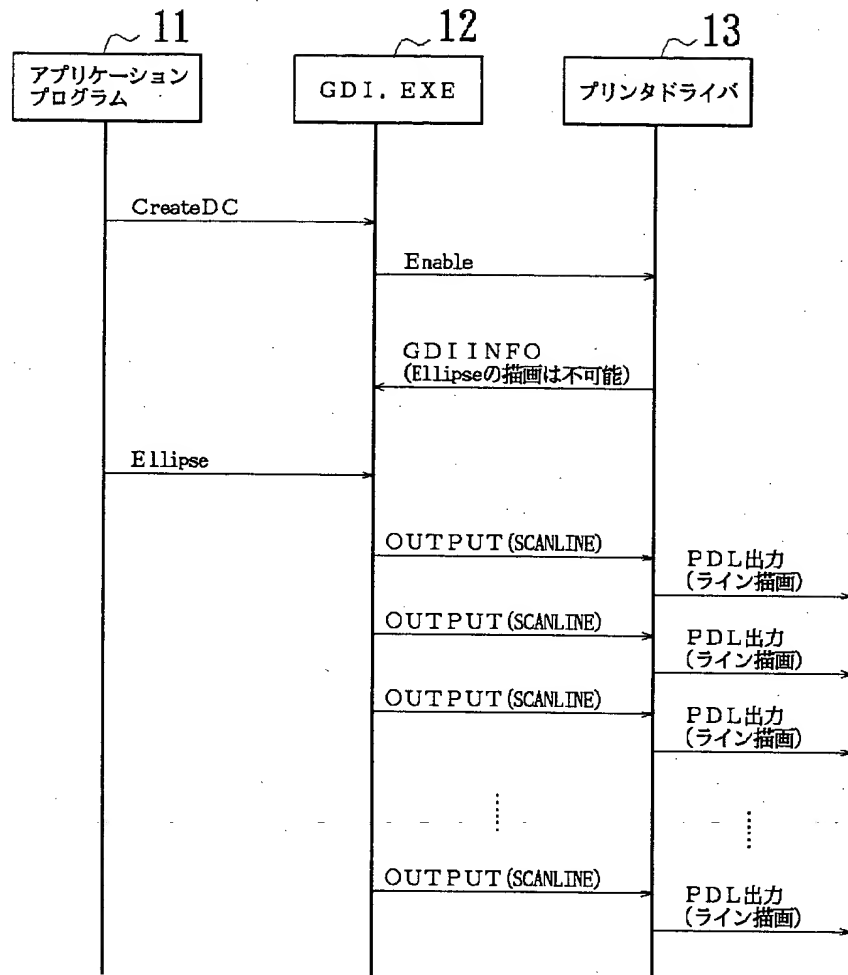 11
12
13
アプリケーション
プログラム
GDI. EXE
プリンタドライバ
CreateDC
Enable
GDIINFO
(Ellipseの描画は不可能)
Ellipse
OUTPUT(SCANLINE)
PDL出力
(ライン描画)
OUTPUT(SCANLINE)
PDL出力
(ライン描画)
OUTPUT(SCANLINE)
PDL出力
(ライン描画)
OUTPUT(SCANLINE)
PDL出力
(ライン描画)